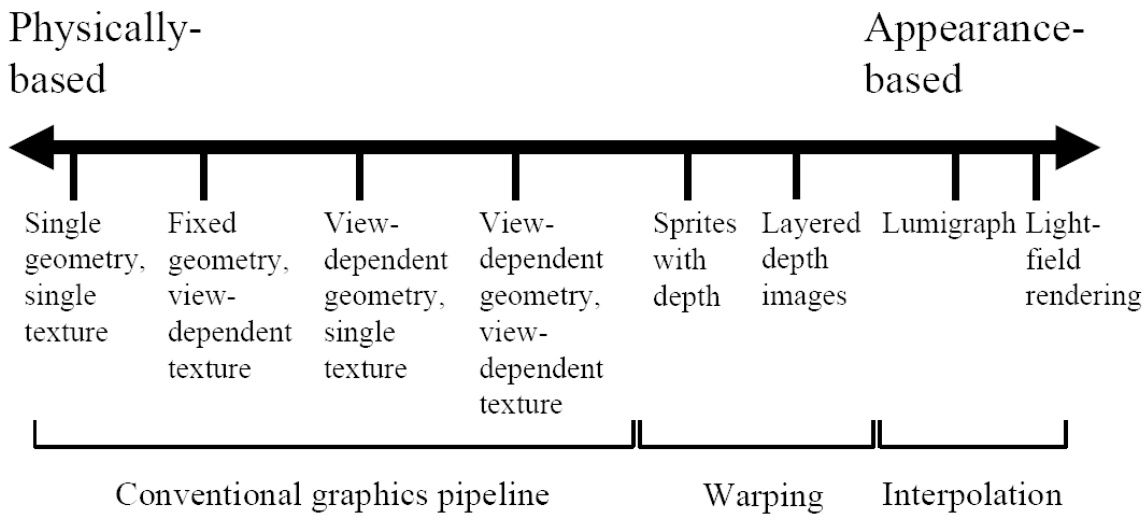 Physically-
based
Appearance-
based
Single
geometry,
single
texture
Fixed
geometry,
view-
dependent
texture
View-
dependent
geometry,
single
texture
View-
dependent
geometry,
view-
dependent
texture
Sprites
with
depth
Layered
depth
images
Lumigraph
Light-
field
rendering
Conventional graphics pipeline
Warping
Interpolation